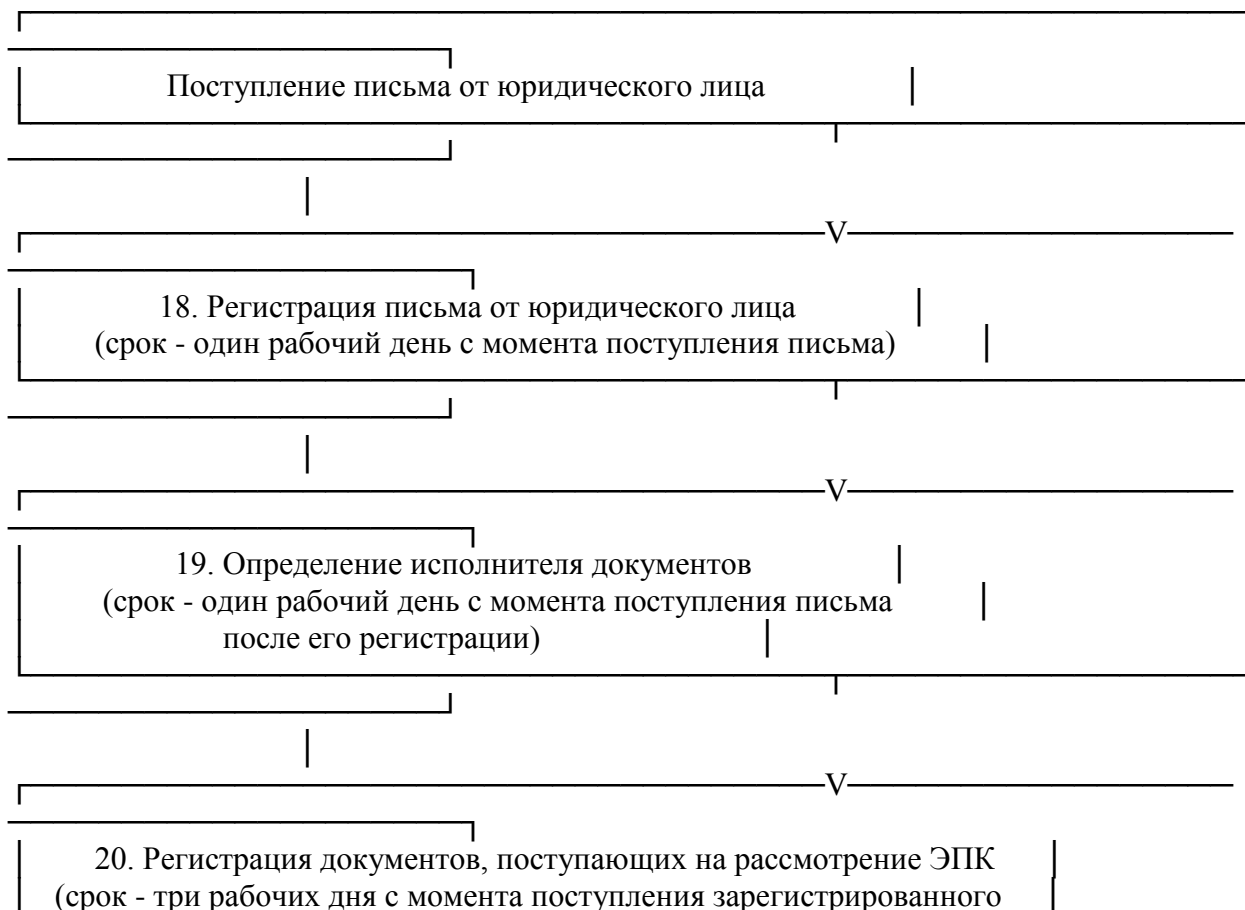 Поступление письма от юридического лица
V
18. Регистрация письма от юридического лица
(срок - один рабочий день с момента поступления письма)
V
19. Определение исполнителя документов
(срок - один рабочий день с момента поступления письма
после его регистрации)
V
20. Регистрация документов, поступающих на рассмотрение ЭПК
(срок - три рабочих дня с момента поступления зарегистрированного